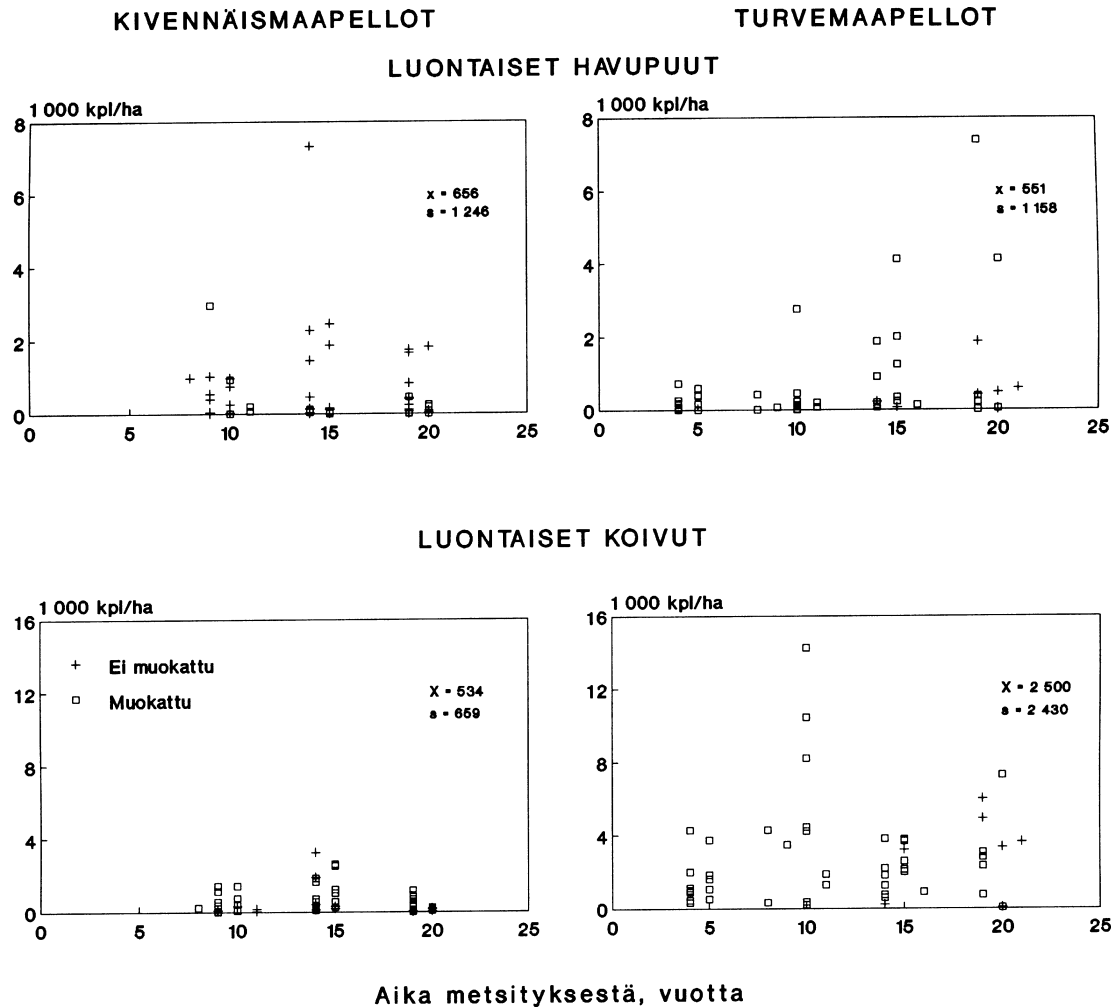 KIVENNÄISMAAPELLOT TURVEMAAPELLOT
LUONTAISET HAVUPUUT
1 000 kpl/ha
8
6
4
2
0
0 5 10 15 20 25
x = 656
s = 1 246
1 000 kpl/ha
8
6
4
2
0
0 5 10 15 20 25
x = 551
s = 1 158
LUONTAISET KOIVUT
1 000 kpl/ha
16
12
8
4
0
0 5 10 15 20 25
+ Ei muokattu
□ Muokattu
X = 534
s = 659
1 000 kpl/ha
16
12
8
4
0
0 5 10 15 20 25
X = 2 500
s = 2 430
Aika metsityksestä, vuotta